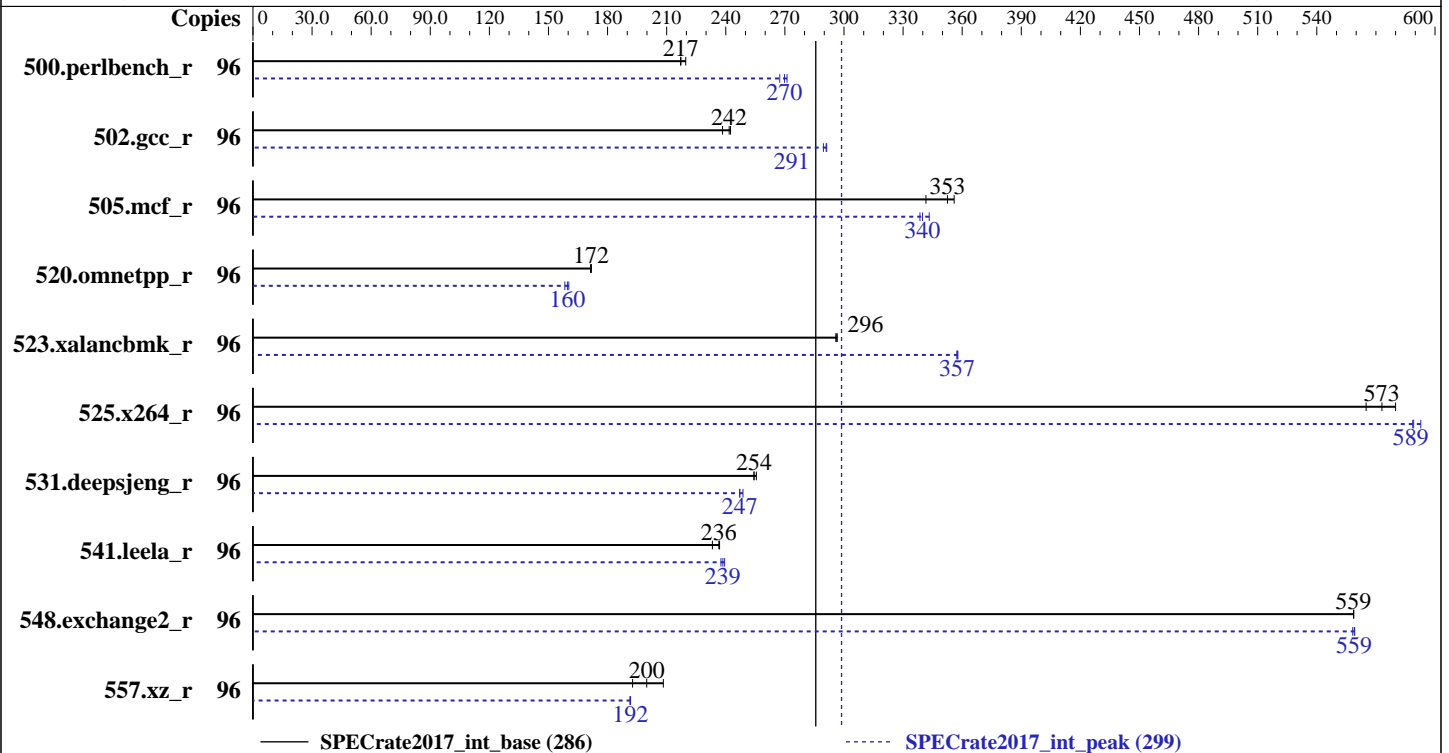 Copies 0 30.0 60.0 90.0 120 150 180 210 240 270 300 330 360 390 420 450 480 510 540 600
217
500.perlbench_r 96
270
242
502.gcc_r 96
291
353
505.mcf_r 96
340
172
520.omnetpp_r 96
160
296
523.xalancbmk_r 96
357
573
525.x264_r 96
589
254
531.deepsjeng_r 96
247
236
541.leela_r 96
239
559
548.exchange2_r 96
559
200
557.xz_r 96
192
SPECrate2017_int_base (286) SPECrate2017_int_peak (299)